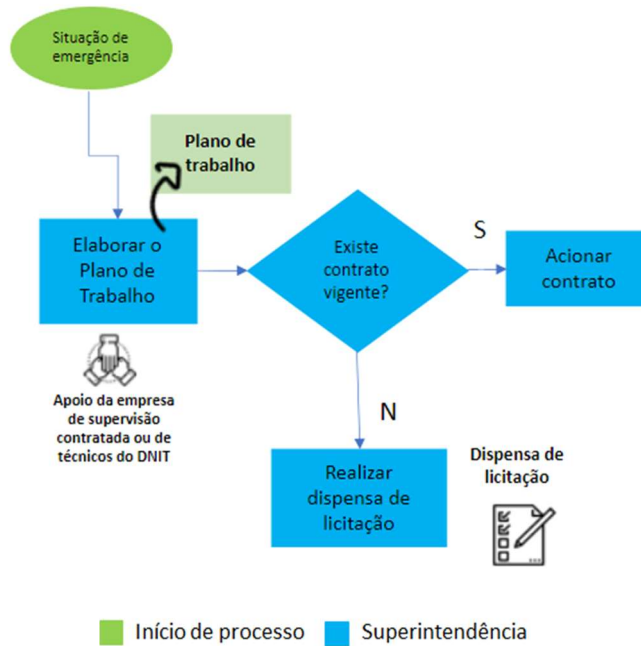 Situação de
emergência
Plano de
trabalho
Elaborar o
Plano de
Trabalho
Existe
contrato
vigente?
S
Acionar
contrato
Apoio da empresa
de supervisão
contratada ou de
técnicos do DNIT
N
Realizar
dispensa de
licitação
Dispensa de
licitação
Início de processo
Superintendência